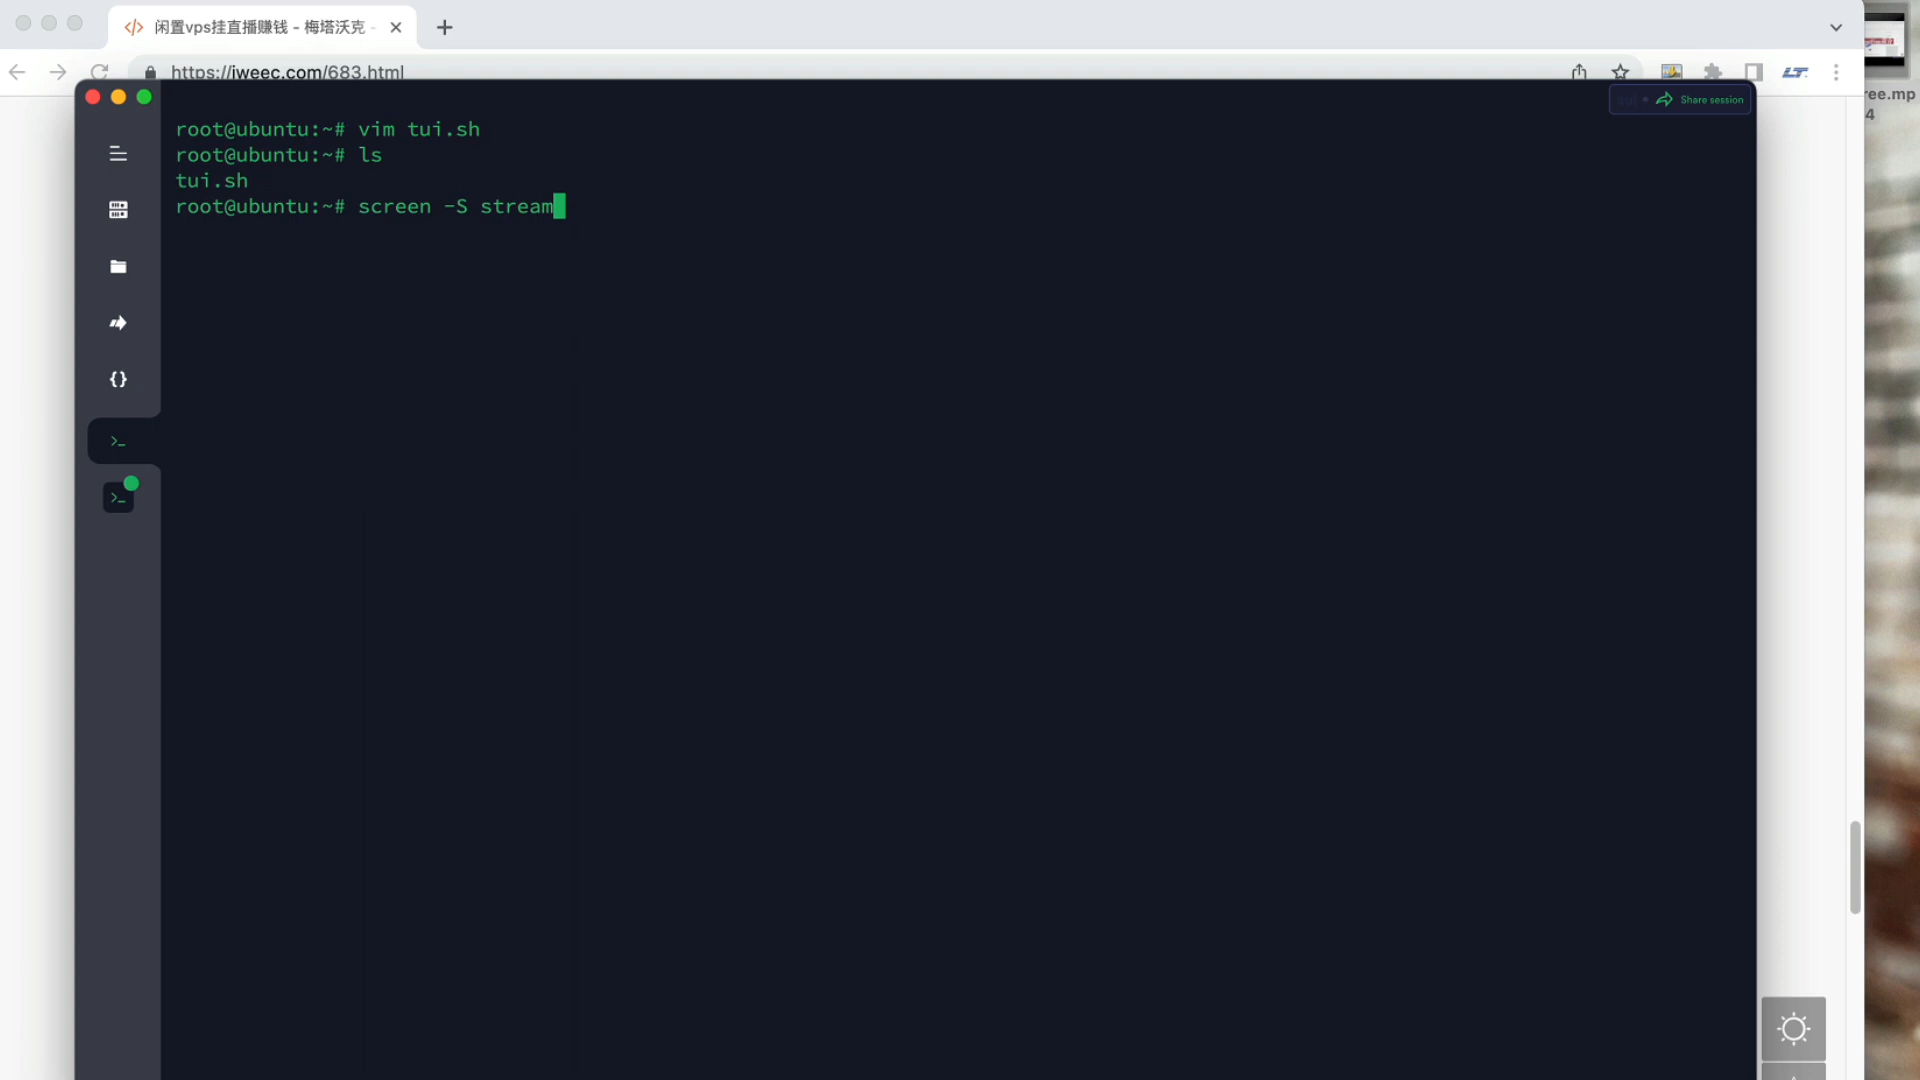 闲置vps挂直播赚钱 - 梅塔沃克 -
https://iweec.com/683.html
ree.mp
4
Share session
root@ubuntu:~# vim tui.sh
root@ubuntu:~# ls
tui.sh
root@ubuntu:~# screen -S stream